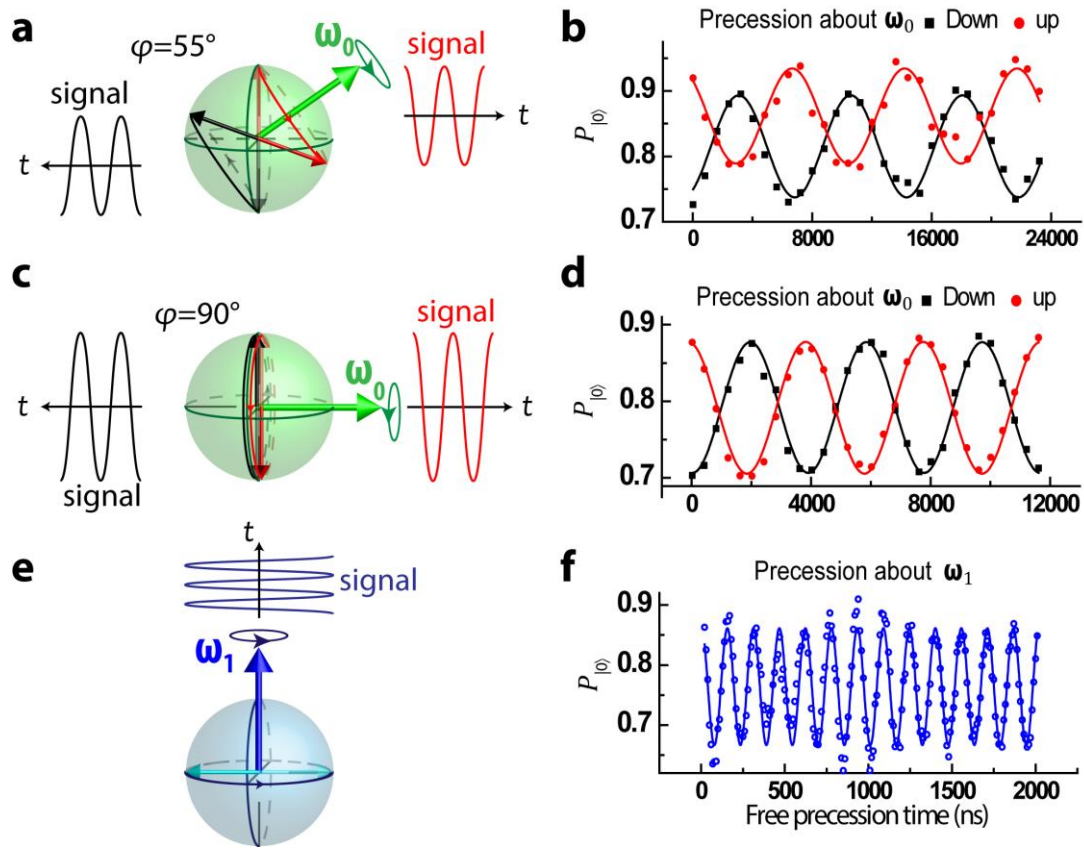 a
φ=55°
ω0
signal
signal
t
t
b
Precession about ω0 ■ Down ● up
P|0⟩
0.9
0.8
0.7
0 8000 16000 24000
c
φ=90°
ω0
signal
signal
t
t
d
Precession about ω0 ■ Down ● up
P|0⟩
0.9
0.8
0.7
0 4000 8000 12000
e
t
signal
ω1
f
Precession about ω1
P|0⟩
0.9
0.8
0.7
0 500 1000 1500 2000
Free precession time (ns)